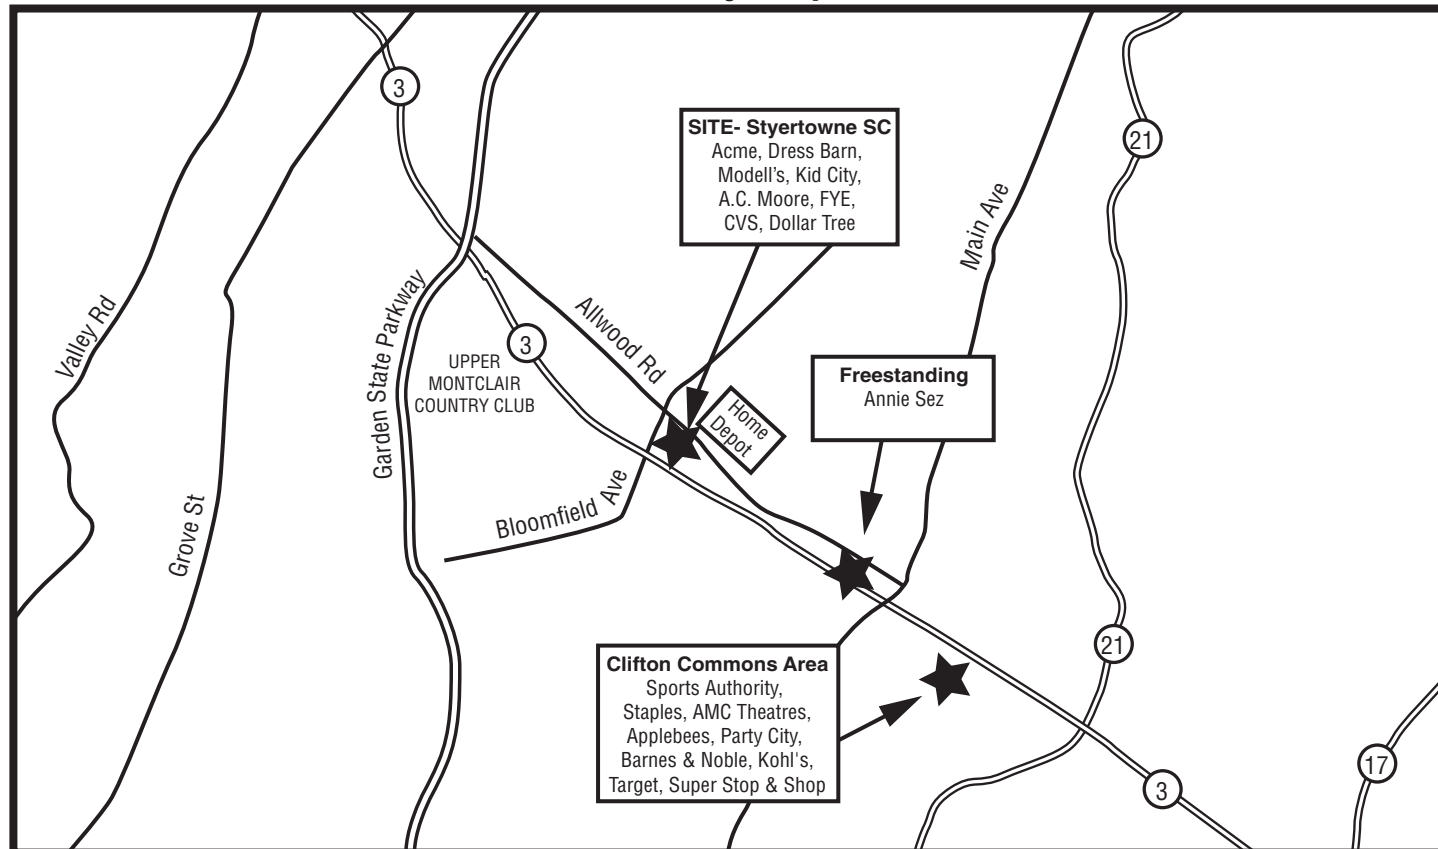 3
SITE- Styertowne SC
Acme, Dress Barn,
Modell's, Kid City,
A.C. Moore, FYE,
CVS, Dollar Tree
21
Main Ave
Valley Rd
Garden State Parkway
Allwood Rd
3
UPPER
MONTCLAIR
COUNTRY CLUB
Freestanding
Annie Sez
Home
Depot
Bloomfield Ave
Grove St
Clifton Commons Area
Sports Authority,
Staples, AMC Theatres,
Applebees, Party City,
Barnes & Noble, Kohl's,
Target, Super Stop & Shop
21
17
3